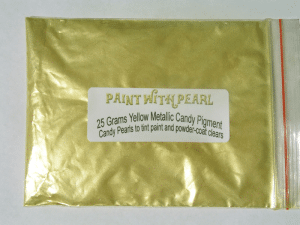 PAINT WITH PEARL
25 Grams Yellow Metallic Candy Pigment
Candy Pearls to tint paint and powder-coat clears